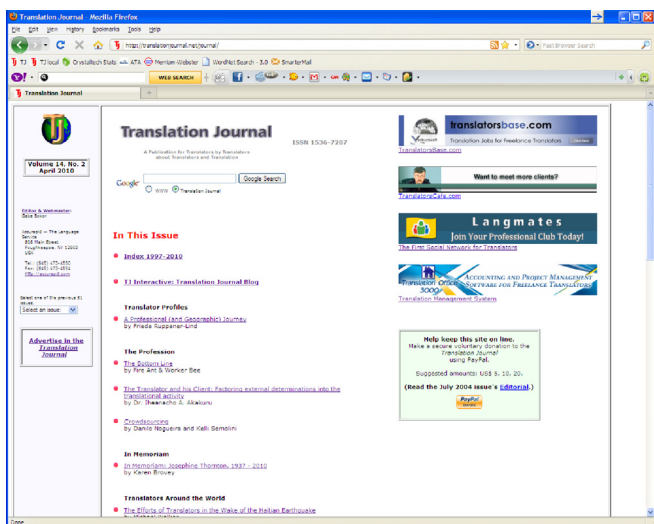 Translation Journal - Mozilla Firefox
File Edit View History Bookmarks Tools Help
http://translationjournal.net/journal/
Fast Browser Search
TJ TJ local Crystaltech Stats ATA Merriam-Webster WordNet Search - 3.0 SmarterMail
WEB SEARCH
Translation Journal
TJ
Volume 14, No. 2
April 2010
Editor & Webmaster:
Gabe Bokor
Accurapid — The Language
Service
Poughkeepsie, NY
USA
Select one of the previous 51
issues:
Select an issue:
Advertise in the
Translation
Journal
Translation Journal
ISSN 1536-7207
A Publication for Translators by Translators
about Translators and Translation
Google
Google Search
WWW Translation Journal
In This Issue
Index 1997-2010
TJ Interactive: Translation Journal Blog
Translator Profiles
A Professional (and Geographic) Journey
by Frieda Ruppaner-Lind
The Profession
The Bottom Line
by Fire Ant & Worker Bee
The Translator and his Client: Factoring external determinations into the
translational activity
by Dr. Iheanacho A. Akakuru
Crowdsourcing
by Danilo Nogueira and Kelli Semolini
In Memoriam
In Memoriam: Josephine Thornton, 1937 - 2010
by Karen Brovey
Translators Around the World
The Efforts of Translators in the Wake of the Haitian Earthquake
translatorsbase.com
Translation Jobs for Freelance Translators
TranslatorsBase.com
Want to meet more clients?
TranslatorsCafe.com
Langmates
Join Your Professional Club Today!
The First Social Network for Translators
Translation Office 3000
Accounting and Project Management
Software for Freelance Translators
Translation Management System
Help keep this site on line.
Make a secure voluntary donation to the
Translation Journal
using PayPal.
Suggested amounts: US$ 5, 10, 20.
(Read the July 2004 issue's Editorial.)
PayPal
Done